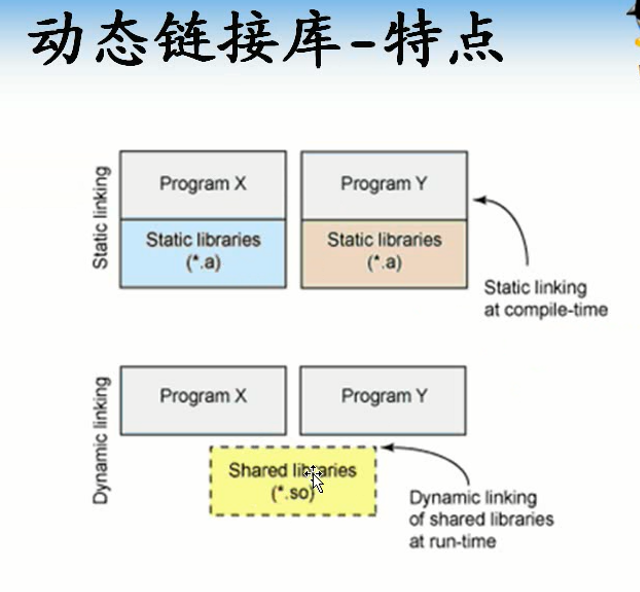 动态链接库-特点
Static linking
Program X
Program Y
Static libraries
(*.a)
Static libraries
(*.a)
Static linking
at compile-time
Dynamic linking
Program X
Program Y
Shared libraries
(*.so)
Dynamic linking
of shared libraries
at run-time